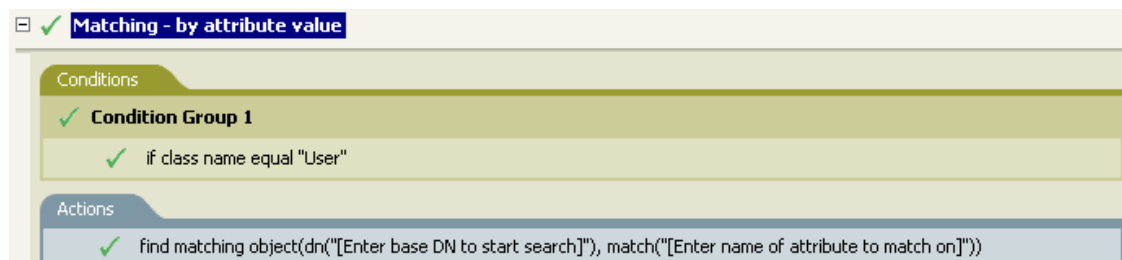 Matching - by attribute value
Conditions
Condition Group 1
if class name equal "User"
Actions
find matching object(dn("[Enter base DN to start search]"), match("[Enter name of attribute to match on]"))